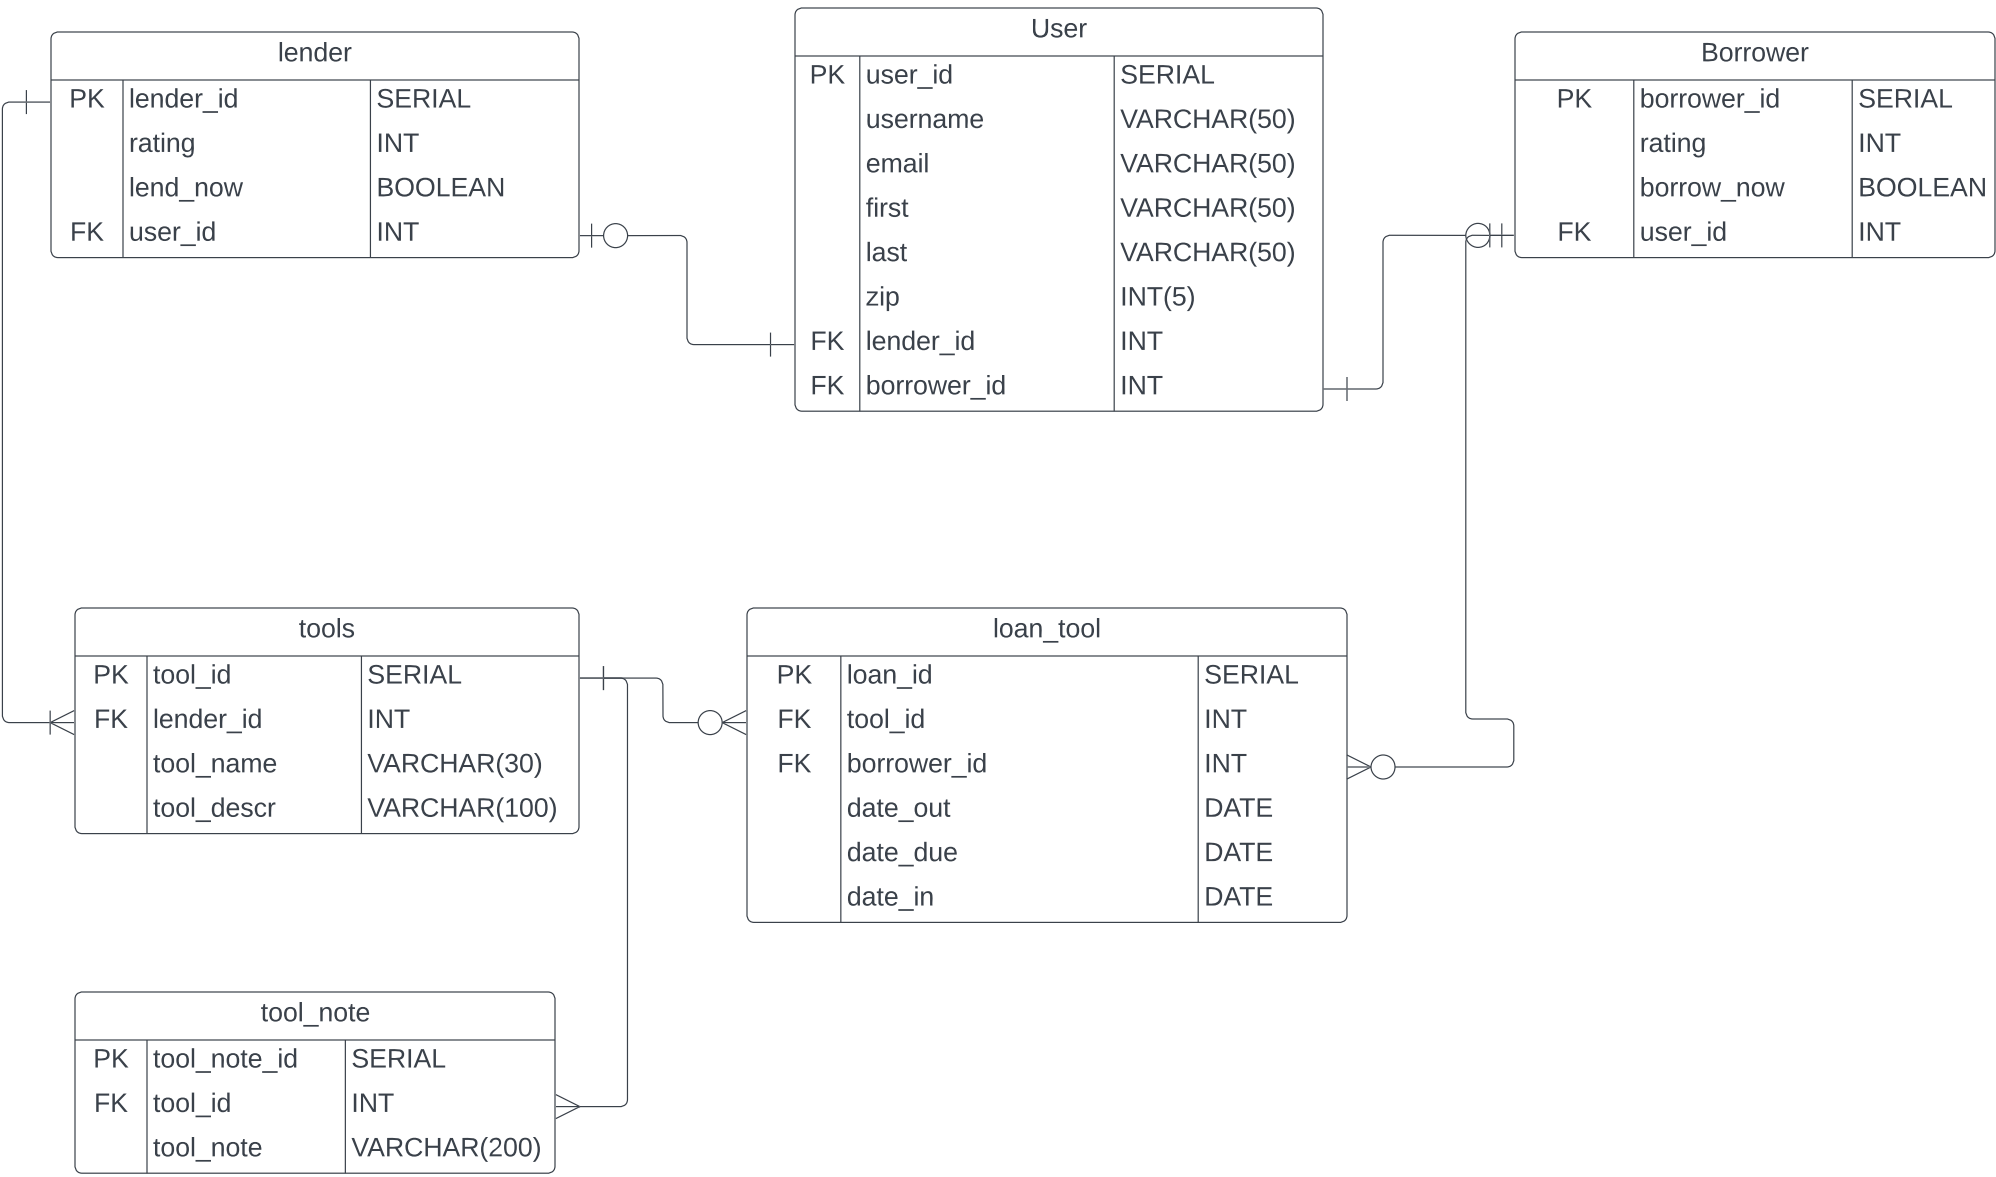 lender
PK lender_id SERIAL
rating INT
lend_now BOOLEAN
FK user_id INT
User
PK user_id SERIAL
username VARCHAR(50)
email VARCHAR(50)
first VARCHAR(50)
last VARCHAR(50)
zip INT(5)
FK lender_id INT
FK borrower_id INT
Borrower
PK borrower_id SERIAL
rating INT
borrow_now BOOLEAN
FK user_id INT
tools
PK tool_id SERIAL
FK lender_id INT
tool_name VARCHAR(30)
tool_descr VARCHAR(100)
loan_tool
PK loan_id SERIAL
FK tool_id INT
FK borrower_id INT
date_out DATE
date_due DATE
date_in DATE
tool_note
PK tool_note_id SERIAL
FK tool_id INT
tool_note VARCHAR(200)